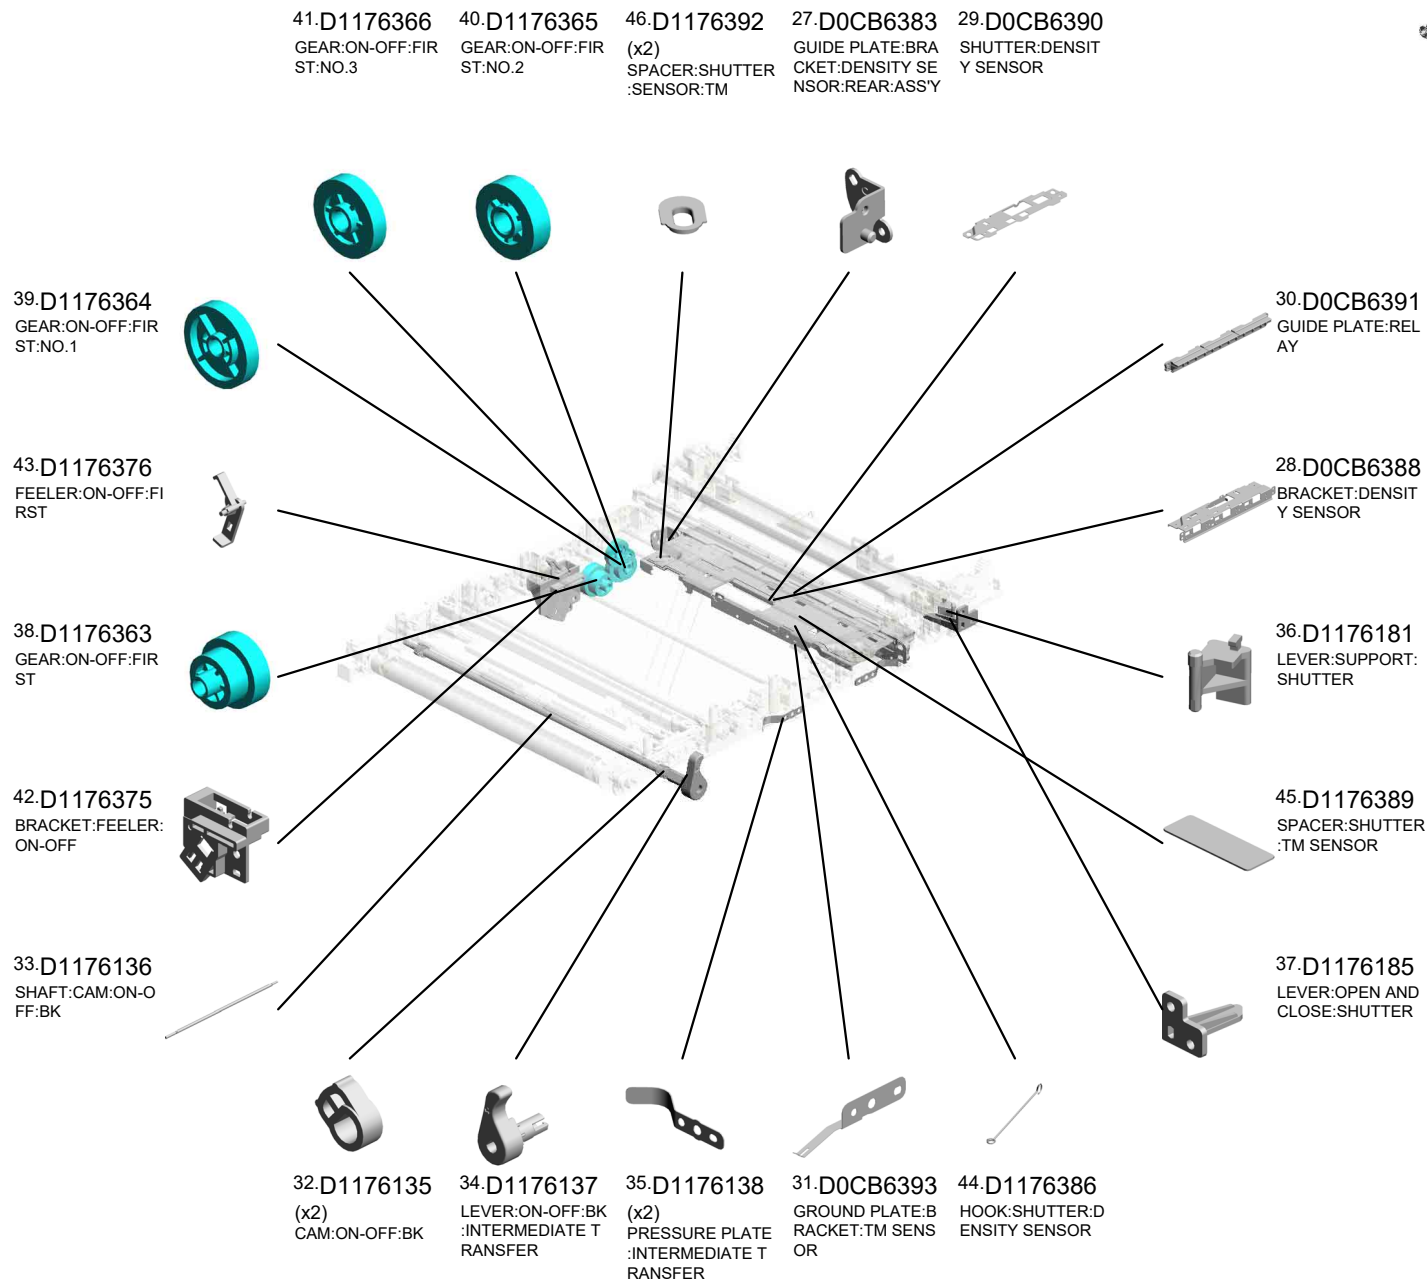 41.D1176366
GEAR:ON-OFF:FIR
ST:NO.3
40.D1176365
GEAR:ON-OFF:FIR
ST:NO.2
46.D1176392
(x2)
SPACER:SHUTTER
:SENSOR:TM
27.D0CB6383
GUIDE PLATE:BRA
CKET:DENSITY SE
NSOR:REAR:ASS'Y
29.D0CB6390
SHUTTER:DENSIT
Y SENSOR
39.D1176364
GEAR:ON-OFF:FIR
ST:NO.1
30.D0CB6391
GUIDE PLATE:REL
AY
43.D1176376
FEELER:ON-OFF:FI
RST
28.D0CB6388
BRACKET:DENSIT
Y SENSOR
38.D1176363
GEAR:ON-OFF:FIR
ST
36.D1176181
LEVER:SUPPORT:
SHUTTER
42.D1176375
BRACKET:FEELER:
ON-OFF
45.D1176389
SPACER:SHUTTER
:TM SENSOR
33.D1176136
SHAFT:CAM:ON-O
FF:BK
37.D1176185
LEVER:OPEN AND
CLOSE:SHUTTER
32.D1176135
(x2)
CAM:ON-OFF:BK
34.D1176137
LEVER:ON-OFF:BK
:INTERMEDIATE T
RANSFER
35.D1176138
(x2)
PRESSURE PLATE
:INTERMEDIATE T
RANSFER
31.D0CB6393
GROUND PLATE:B
RACKET:TM SENS
OR
44.D1176386
HOOK:SHUTTER:D
ENSITY SENSOR